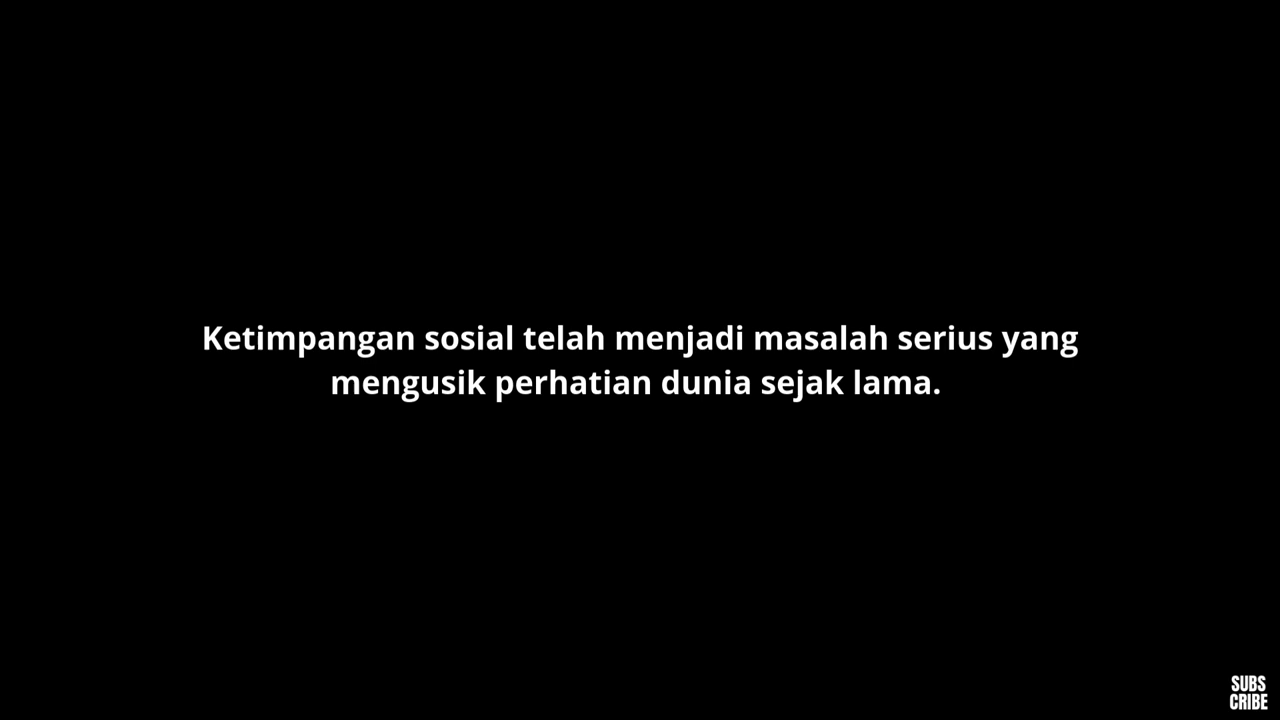 Ketimpangan sosial telah menjadi masalah serius yang
mengusik perhatian dunia sejak lama.
SUBS
CRIBE